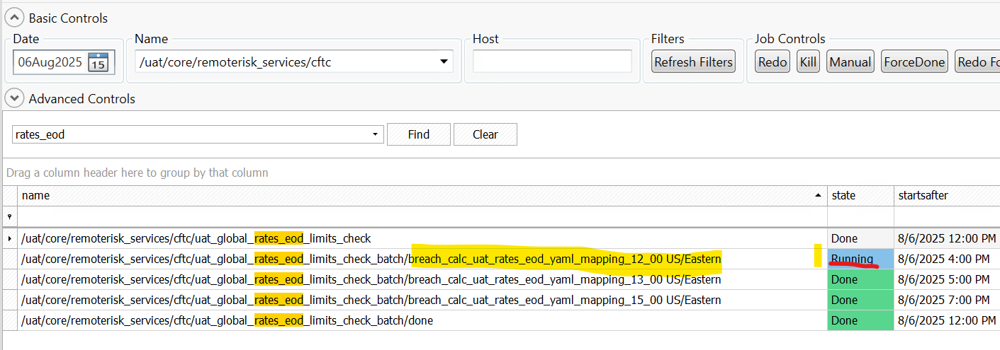 Basic Controls
Date Name Host Filters Job Controls
06Aug2025 15 /uat/core/remoterisk_services/cftc Refresh Filters Redo Kill Manual ForceDone Redo Fo
Advanced Controls
rates_eod Find Clear
Drag a column header here to group by that column
name state startsafter
/uat/core/remoterisk_services/cftc/uat_global_rates_eod_limits_check Done 8/6/2025 12:00 PM
/uat/core/remoterisk_services/cftc/uat_global_rates_eod_limits_check_batch/breach_calc_uat_rates_eod_yaml_mapping_12_00 US/Eastern Running 8/6/2025 4:00 PM
/uat/core/remoterisk_services/cftc/uat_global_rates_eod_limits_check_batch/breach_calc_uat_rates_eod_yaml_mapping_13_00 US/Eastern Done 8/6/2025 5:00 PM
/uat/core/remoterisk_services/cftc/uat_global_rates_eod_limits_check_batch/breach_calc_uat_rates_eod_yaml_mapping_15_00 US/Eastern Done 8/6/2025 7:00 PM
/uat/core/remoterisk_services/cftc/uat_global_rates_eod_limits_check_batch/done Done 8/6/2025 12:00 PM